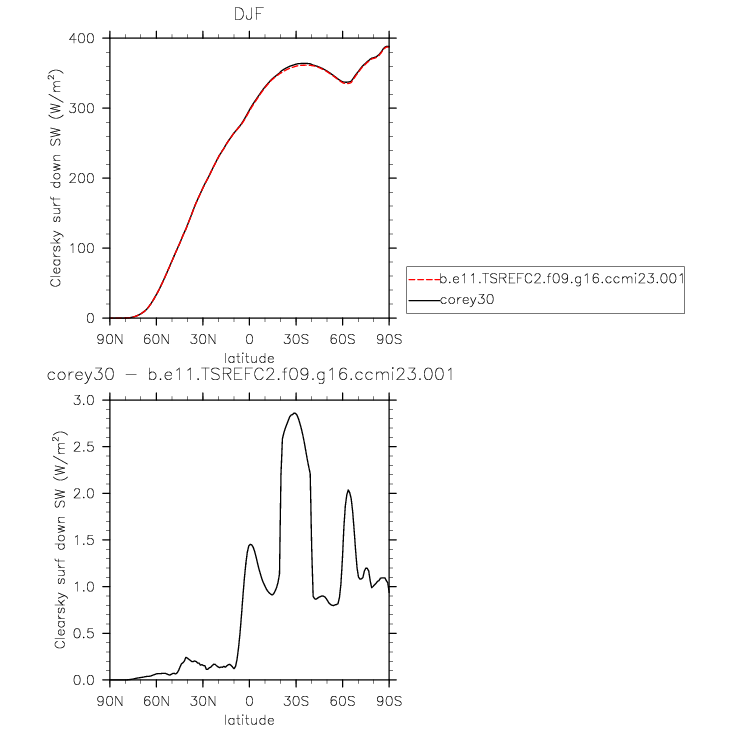 DJF
400
300
200
100
0
Clearsky surf down SW (W/m²)
90N 60N 30N 0 30S 60S 90S
latitude
b.e11.TSREFC2.f09.g16.ccmi23.001
corey30
corey30 − b.e11.TSREFC2.f09.g16.ccmi23.001
3.0
2.5
2.0
1.5
1.0
0.5
0.0
Clearsky surf down SW (W/m²)
90N 60N 30N 0 30S 60S 90S
latitude